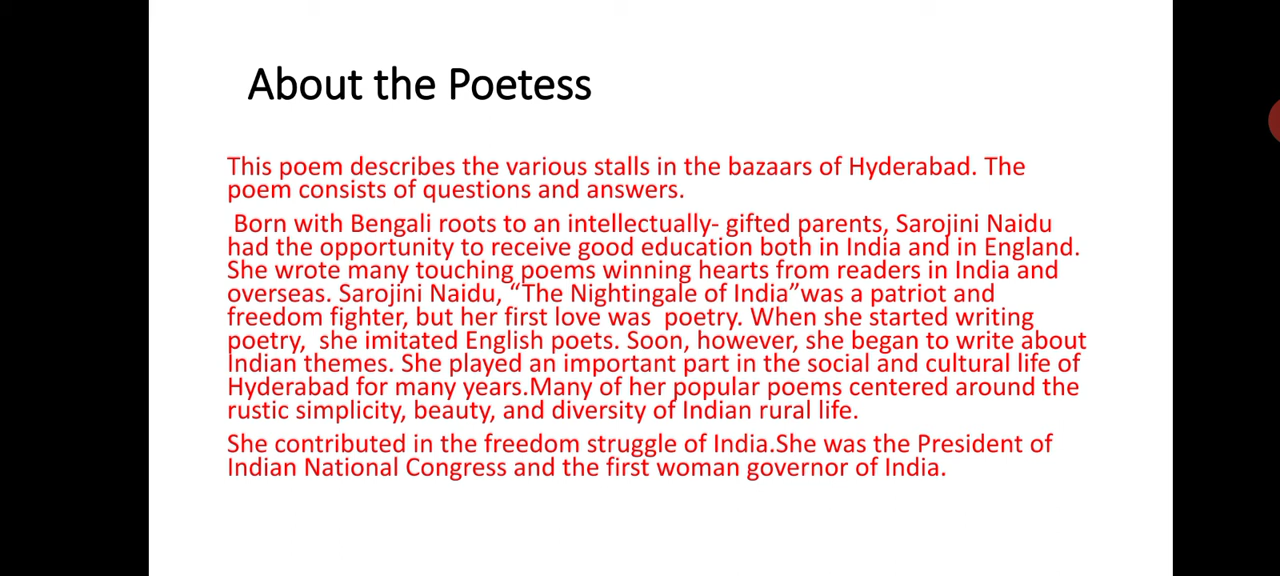 About the Poetess
This poem describes the various stalls in the bazaars of Hyderabad. The
poem consists of questions and answers.
Born with Bengali roots to an intellectually- gifted parents, Sarojini Naidu
had the opportunity to receive good education both in India and in England.
She wrote many touching poems winning hearts from readers in India and
overseas. Sarojini Naidu, “The Nightingale of India”was a patriot and
freedom fighter, but her first love was  poetry. When she started writing
poetry,  she imitated English poets. Soon, however, she began to write about
Indian themes. She played an important part in the social and cultural life of
Hyderabad for many years.Many of her popular poems centered around the
rustic simplicity, beauty, and diversity of Indian rural life.
She contributed in the freedom struggle of India.She was the President of
Indian National Congress and the first woman governor of India.